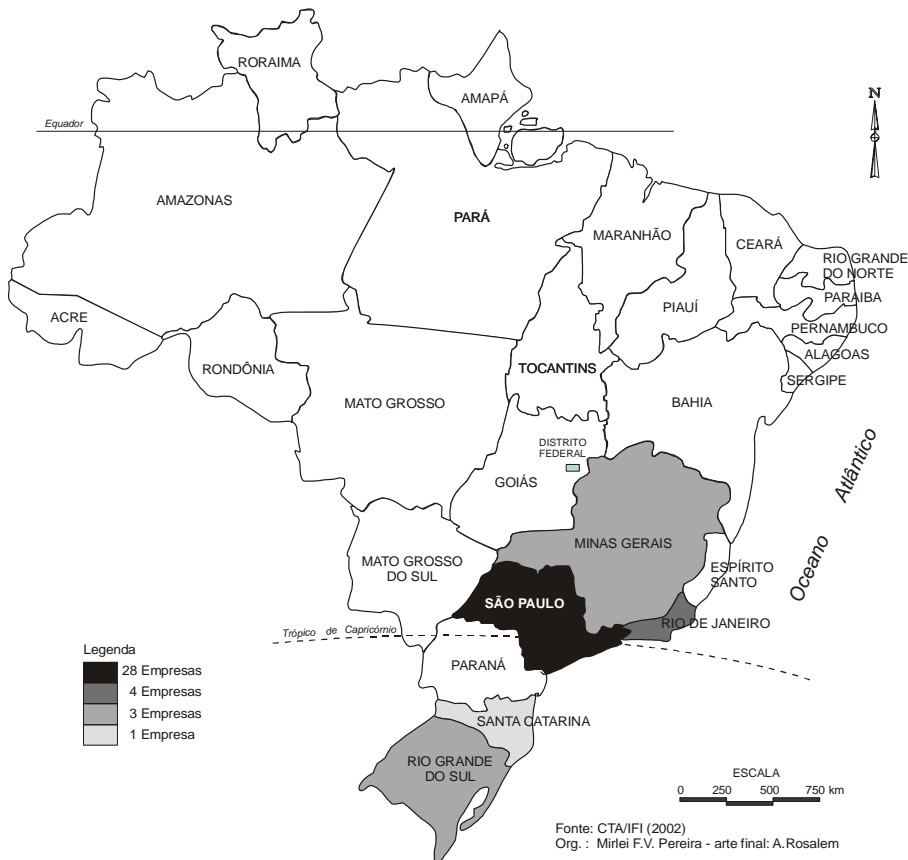 RORAIMA
AMAPÁ
N
Equador
AMAZONAS
PARÁ
MARANHÃO
CEARÁ
RIO GRANDE
DO NORTE
PARAIBA
PIAUÍ
PERNAMBUCO
ALAGOAS
SERGIPE
ACRE
RONDÔNIA
TOCANTINS
MATO GROSSO
BAHIA
DISTRITO
FEDERAL
GOIÁS
Oceano Atlântico
MINAS GERAIS
MATO GROSSO
DO SUL
ESPÍRITO
SANTO
SÃO PAULO
RIO DE JANEIRO
Trópico de Capricórnio
PARANÁ
Legenda
28 Empresas
4 Empresas
3 Empresas
1 Empresa
SANTA CATARINA
RIO GRANDE
DO SUL
ESCALA
0 250 500 750 km
Fonte: CTA/IFI (2002)
Org. : Mirlei F.V. Pereira - arte final: A.Rosalem